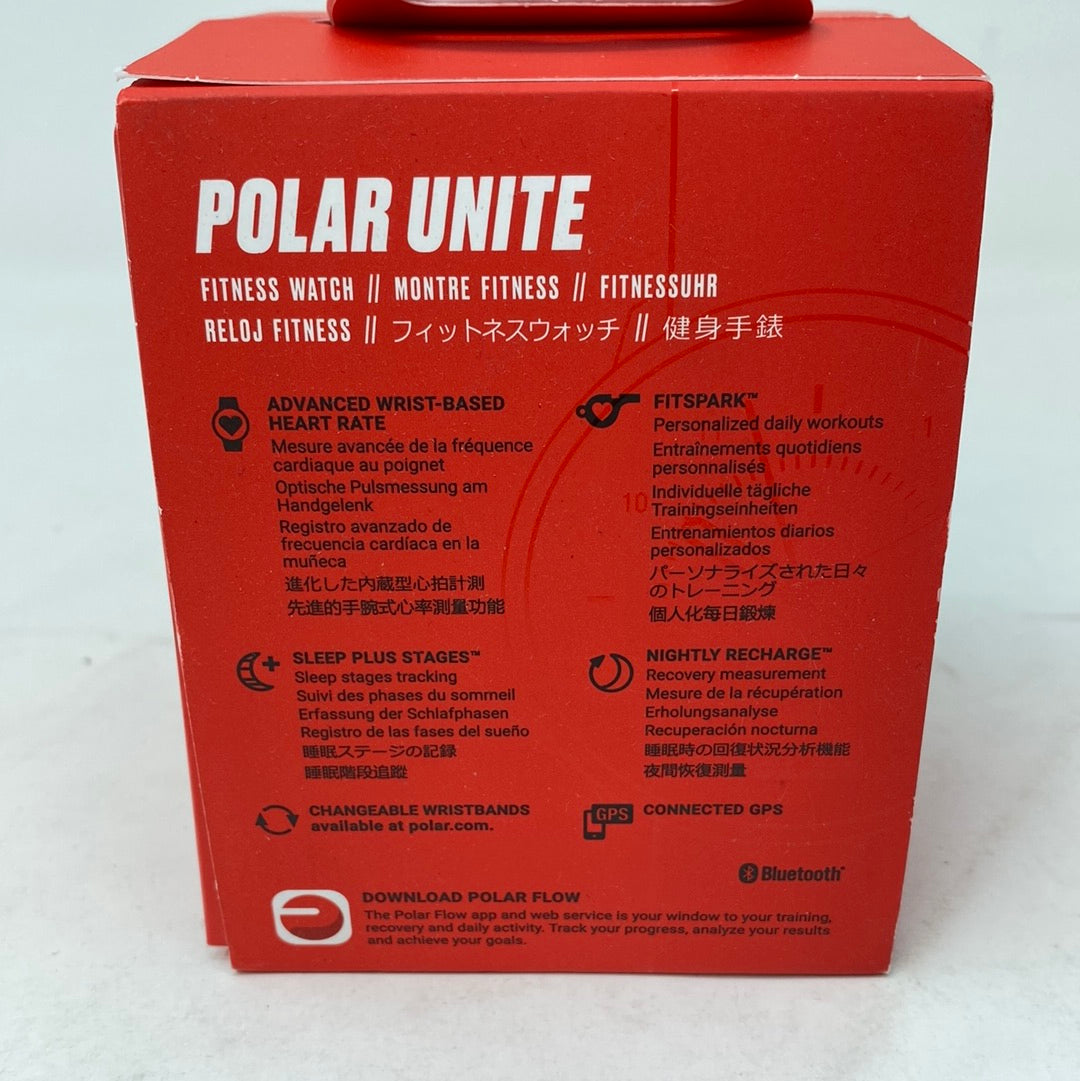 POLAR UNITE
FITNESS WATCH // MONTRE FITNESS // FITNESSUHR
RELOJ FITNESS // フィットネスウォッチ // 健身手錶
ADVANCED WRIST-BASED
HEART RATE
Mesure avancée de la fréquence
cardiaque au poignet
Optische Pulsmessung am
Handgelenk
Registro avanzado de
frecuencia cardíaca en la
muñeca
進化した内蔵型心拍計測
先進的手腕式心率測量功能
FITSPARK™
Personalized daily workouts
Entraînements quotidiens
personnalisés
Individuelle tägliche
Trainingseinheiten
Entrenamientos diarios
personalizados
パーソナライズされた日々
のトレーニング
個人化每日鍛煉
1
10
SLEEP PLUS STAGES™
Sleep stages tracking
Suivi des phases du sommeil
Erfassung der Schlafphasen
Registro de las fases del sueño
睡眠ステージの記録
睡眠階段追蹤
NIGHTLY RECHARGE™
Recovery measurement
Mesure de la récupération
Erholungsanalyse
Recuperación nocturna
睡眠時の回復状況分析機能
夜間恢復測量
CHANGEABLE WRISTBANDS
available at polar.com.
GPS
CONNECTED GPS
Bluetooth®
DOWNLOAD POLAR FLOW
The Polar Flow app and web service is your window to your training,
recovery and daily activity. Track your progress, analyze your results
and achieve your goals.